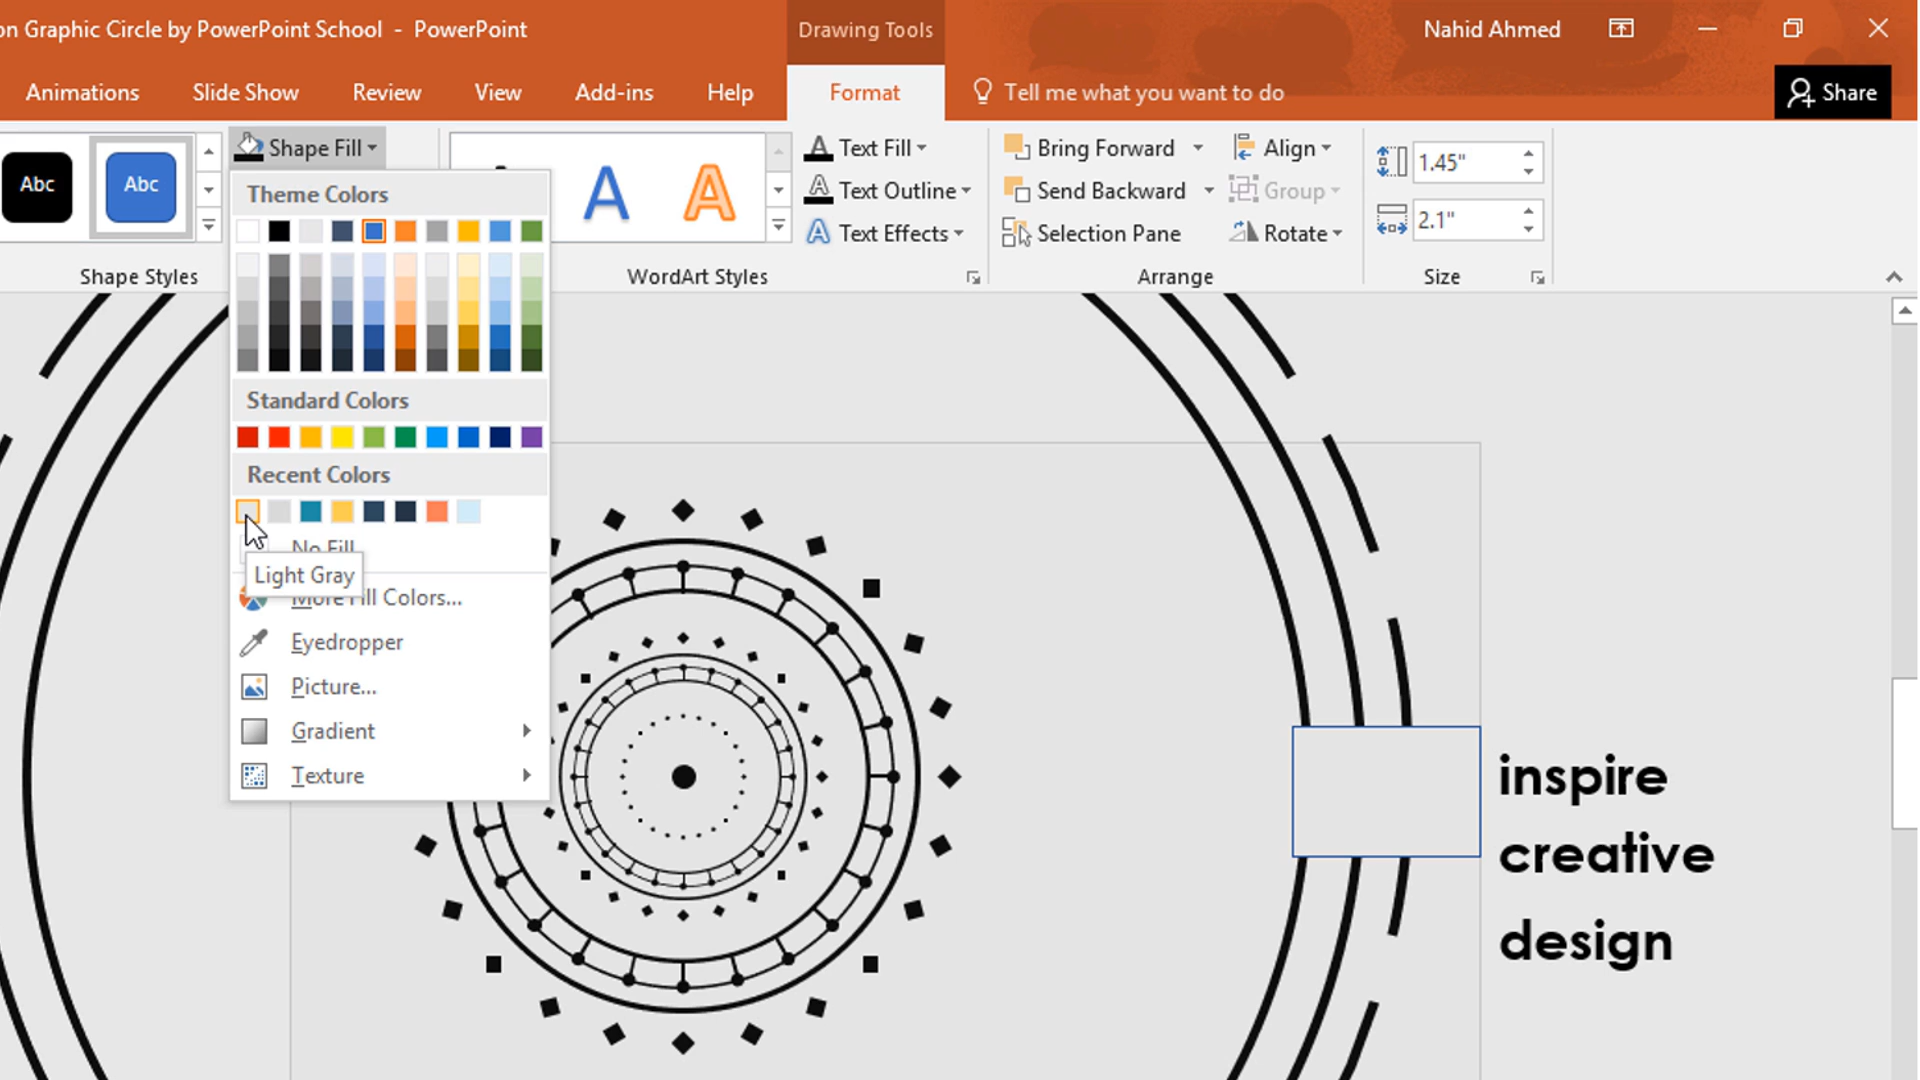 on Graphic Circle by PowerPoint School - PowerPoint
Drawing Tools
Nahid Ahmed
Animations
Slide Show
Review
View
Add-ins
Help
Format
Tell me what you want to do
Share
Abc
Abc
Shape Fill
Shape Styles
Theme Colors
Standard Colors
Recent Colors
No Fill
Light Gray
More Fill Colors...
Eyedropper
Picture...
Gradient
Texture
A
A
WordArt Styles
Text Fill
Text Outline
Text Effects
Bring Forward
Send Backward
Selection Pane
Align
Group
Rotate
Arrange
1.45"
2.1"
Size
inspire
creative
design